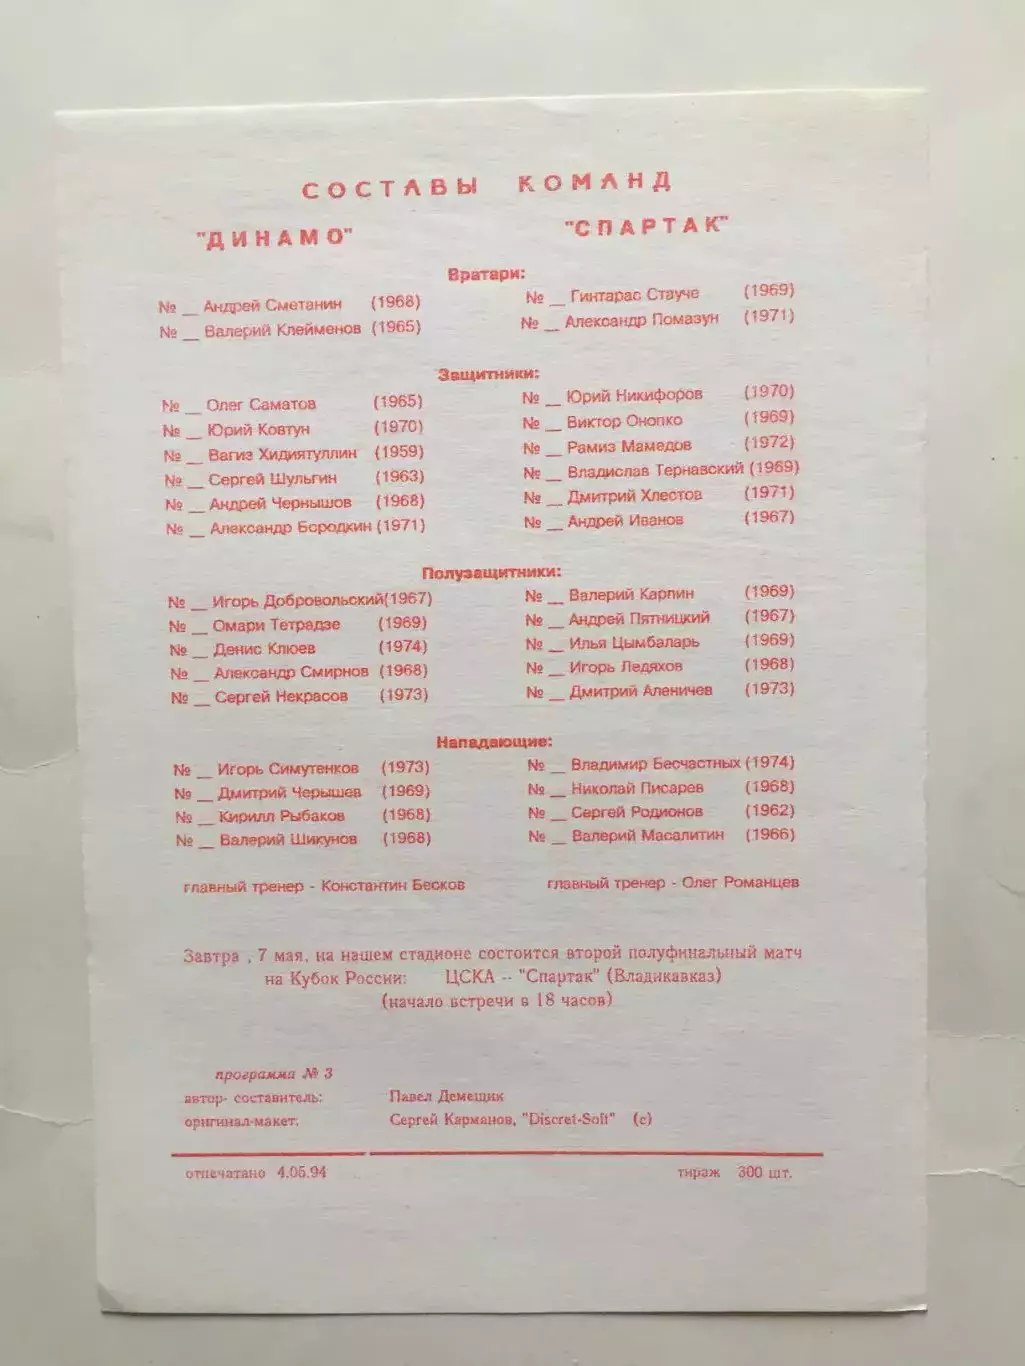 СОСТАВЫ КОМАНД
"ДИНАМО" "СПАРТАК"
Вратари:
№ __ Андрей Сметанин (1968) № __ Гинтарас Стауче (1969)
№ __ Валерий Клейменов (1965) № __ Александр Помазун (1971)
Защитники:
№ __ Олег Саматов (1965) № __ Юрий Никифоров (1970)
№ __ Юрий Ковтун (1970) № __ Виктор Онопко (1969)
№ __ Вагиз Хидиятуллин (1959) № __ Рамиз Мамедов (1972)
№ __ Сергей Шульгин (1963) № __ Владислав Тернавский (1969)
№ __ Андрей Чернышов (1968) № __ Дмитрий Хлестов (1971)
№ __ Александр Бородкин (1971) № __ Андрей Иванов (1967)
Полузащитники:
№ __ Игорь Добровольский(1967) № __ Валерий Карпин (1969)
№ __ Омари Тетрадзе (1969) № __ Андрей Пятницкий (1967)
№ __ Денис Клюев (1974) № __ Илья Цымбаларь (1969)
№ __ Александр Смирнов (1968) № __ Игорь Ледяхов (1968)
№ __ Сергей Некрасов (1973) № __ Дмитрий Аленичев (1973)
Нападающие:
№ __ Игорь Симутенков (1973) № __ Владимир Бесчастных (1974)
№ __ Дмитрий Черышев (1969) № __ Николай Писарев (1968)
№ __ Кирилл Рыбаков (1968) № __ Сергей Родионов (1962)
№ __ Валерий Шикунов (1968) № __ Валерий Масалитин (1966)
главный тренер - Константин Бесков главный тренер - Олег Романцев
Завтра , 7 мая, на нашем стадионе состоится второй полуфинальный матч
на Кубок России: ЦСКА -- "Спартак" (Владикавказ)
(начало встречи в 18 часов)
программа № 3
автор- составитель: Павел Демещик
оригинал-макет: Сергей Карманов, "Discret-Soft" (c)
отпечатано 4.05.94 тираж 300 шт.